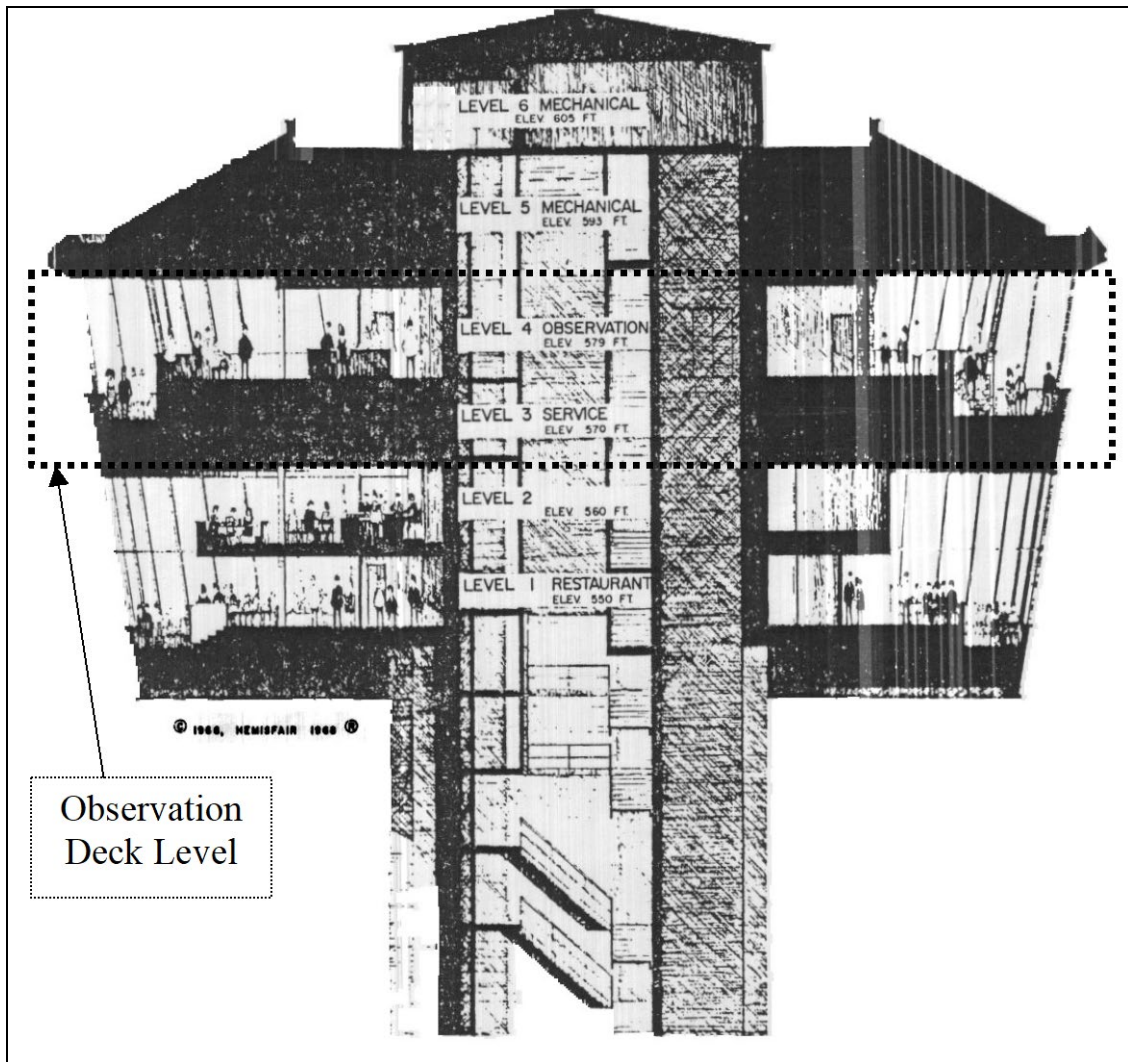 LEVEL 6 MECHANICAL
ELEV 605 FT.
LEVEL 5 MECHANICAL
ELEV. 593 FT.
LEVEL 4 OBSERVATION
ELEV. 579 FT.
LEVEL 3 SERVICE
ELEV. 570 FT.
LEVEL 2
ELEV. 560 FT.
LEVEL 1 RESTAURANT
ELEV. 550 FT.
© 1968, HEMISFAIR 1968 ®
Observation
Deck Level